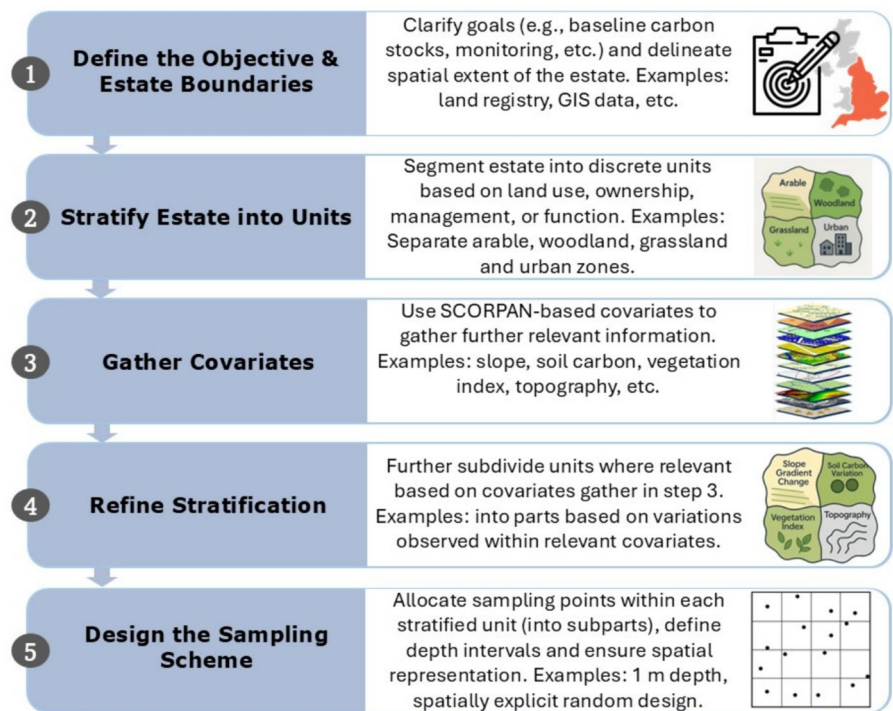 1
Define the Objective &
Estate Boundaries
Clarify goals (e.g., baseline carbon
stocks, monitoring, etc.) and delineate
spatial extent of the estate. Examples:
land registry, GIS data, etc.
2
Stratify Estate into Units
Segment estate into discrete units
based on land use, ownership,
management, or function. Examples:
Separate arable, woodland, grassland
and urban zones.
Arable
Woodland
Grassland
Urban
3
Gather Covariates
Use SCORPAN-based covariates to
gather further relevant information.
Examples: slope, soil carbon, vegetation
index, topography, etc.
4
Refine Stratification
Further subdivide units where relevant
based on covariates gather in step 3.
Examples: into parts based on variations
observed within relevant covariates.
Slope
Gradient
Change
Soil Carbon
Variation
Vegetation
Index
Topography
5
Design the Sampling
Scheme
Allocate sampling points within each
stratified unit (into subparts), define
depth intervals and ensure spatial
representation. Examples: 1 m depth,
spatially explicit random design.